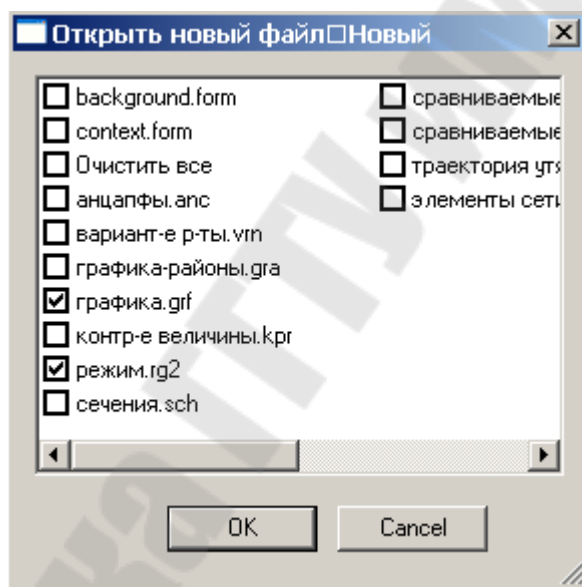 Открыть новый файл□Новый
background.form
context.form
Очистить все
анцапфы.anc
вариант-е р-ты.vrn
графика-районы.gra
графика.grf
контр-е величины.kpr
режим.rg2
сечения.sch
сравниваемые
сравниваемые
траектория утя
элементы сети
OK
Cancel